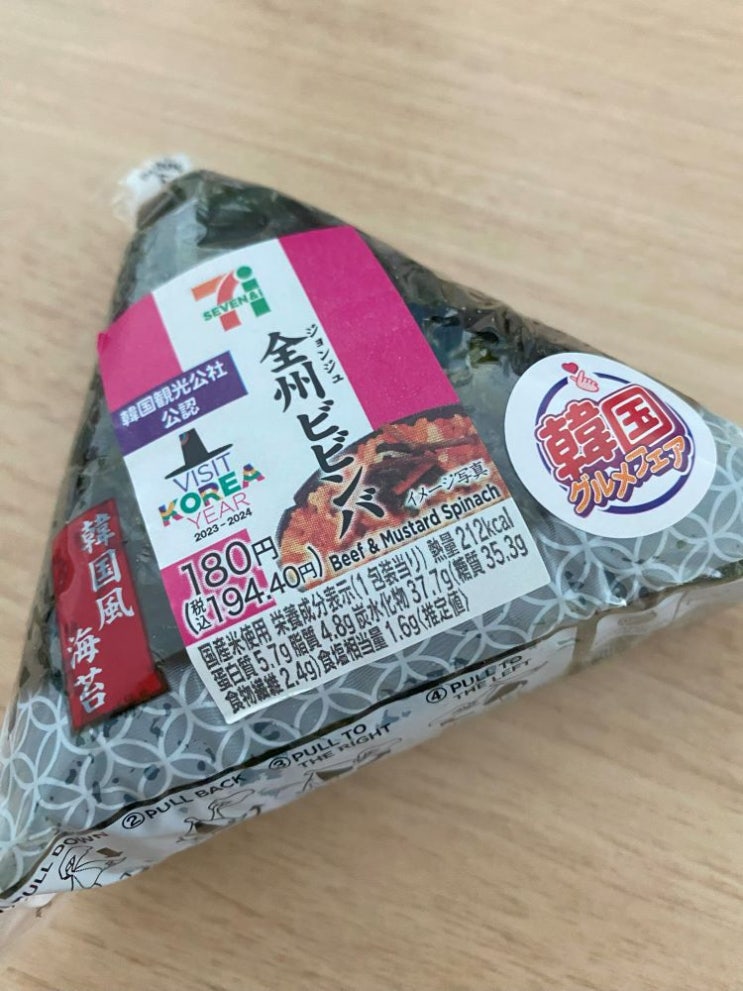 SEVEN&i
ジョンジュ
全州ビビンバ
韓国観光公社
公認
VISIT
KOREA
YEAR
2023-2024
イメージ写真
Beef & Mustard Spinach
180円
(税込194.40円)
国産米使用 栄養成分表示(1包装当り) 熱量212kcal
蛋白質5.7g 脂質4.8g 炭水化物37.7g(糖質35.3g
食物繊維2.4g)食塩相当量1.6g(推定値)
韓国
グルメフェア
韓国風
海苔
PULL DOWN
②PULL BACK
③PULL TO
THE RIGHT
④PULL TO
THE LEFT